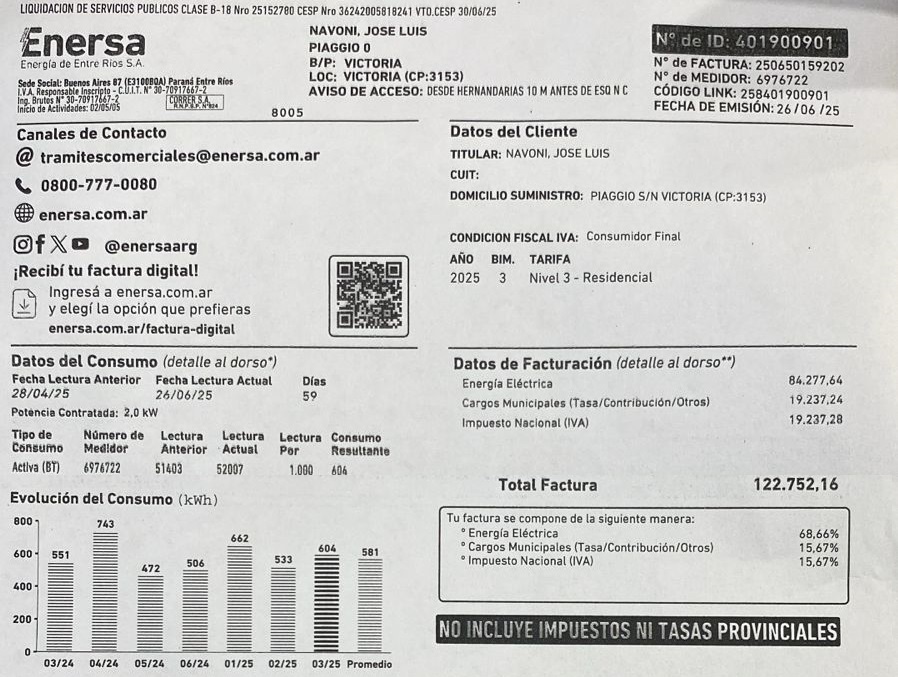 LIQUIDACION DE SERVICIOS PUBLICOS CLASE B-18 Nro 25152780 CESP Nro 36242005818241 VTO.CESP 30/06/25
Enersa
Energía de Entre Ríos S.A.
Sede Social: Buenos Aires 87 (E3100BQA) Paraná Entre Ríos
I.V.A. Responsable Inscripto - C.U.I.T. N° 30-70917667-2
Ing. Brutos N° 30-70917667-2
Inicio de Actividades: 02/05/05
CORRER S.A.
R.N.P.S.P. N°824
8005
NAVONI, JOSE LUIS
PIAGGIO 0
B/P: VICTORIA
LOC: VICTORIA (CP:3153)
AVISO DE ACCESO: DESDE HERNANDARIAS 10 M ANTES DE ESQ N C
N° de ID: 401900901
N° de FACTURA: 250650159202
N° de MEDIDOR: 6976722
CÓDIGO LINK: 258401900901
FECHA DE EMISIÓN: 26/06/25
Canales de Contacto
@ tramitescomerciales@enersa.com.ar
0800-777-0080
enersa.com.ar
@enersaarg
¡Recibí tu factura digital!
Ingresá a enersa.com.ar
y elegí la opción que prefieras
enersa.com.ar/factura-digital
Datos del Cliente
TITULAR: NAVONI, JOSE LUIS
CUIT:
DOMICILIO SUMINISTRO: PIAGGIO S/N VICTORIA (CP:3153)
CONDICION FISCAL IVA: Consumidor Final
AÑO BIM. TARIFA
2025 3 Nivel 3 - Residencial
Datos del Consumo (detalle al dorso*)
Fecha Lectura Anterior Fecha Lectura Actual Días
28/04/25 26/06/25 59
Potencia Contratada: 2,0 kW
Tipo de Consumo Número de Medidor Lectura Anterior Lectura Actual Lectura Por Consumo Resultante
Activa (BT) 6976722 51403 52007 1.000 604
Evolución del Consumo (kWh)
800
600
400
200
0
551
743
472
506
662
533
604
581
03/24 04/24 05/24 06/24 01/25 02/25 03/25 Promedio
Datos de Facturación (detalle al dorso**)
Energía Eléctrica 84.277,64
Cargos Municipales (Tasa/Contribución/Otros) 19.237,24
Impuesto Nacional (IVA) 19.237,28
Total Factura 122.752,16
Tu factura se compone de la siguiente manera:
° Energía Eléctrica 68,66%
° Cargos Municipales (Tasa/Contribución/Otros) 15,67%
° Impuesto Nacional (IVA) 15,67%
NO INCLUYE IMPUESTOS NI TASAS PROVINCIALES